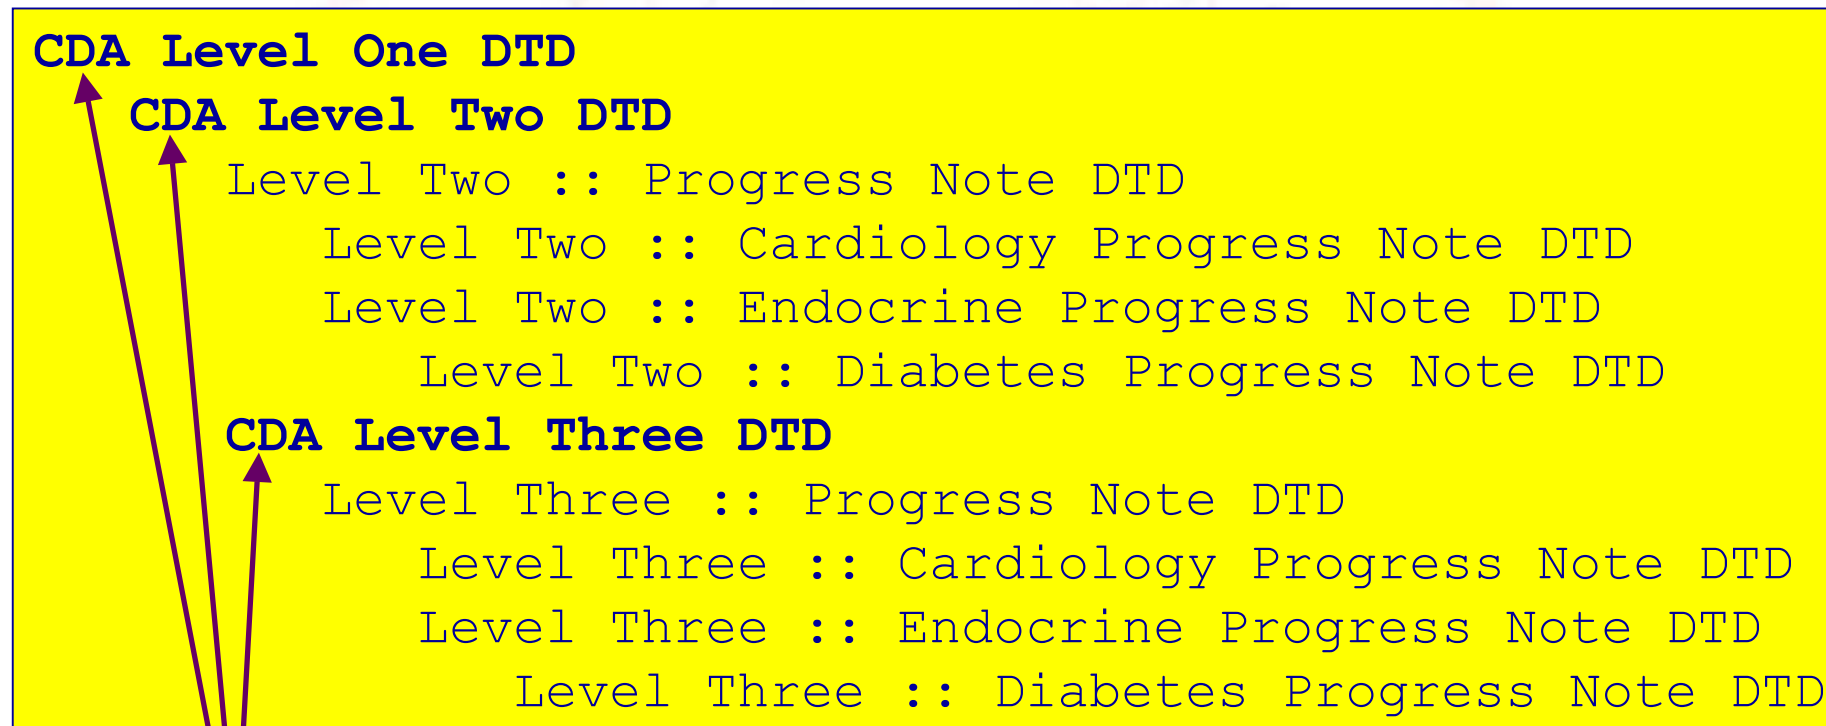 CDA Level One DTD
CDA Level Two DTD
Level Two :: Progress Note DTD
Level Two :: Cardiology Progress Note DTD
Level Two :: Endocrine Progress Note DTD
Level Two :: Diabetes Progress Note DTD
CDA Level Three DTD
Level Three :: Progress Note DTD
Level Three :: Cardiology Progress Note DTD
Level Three :: Endocrine Progress Note DTD
Level Three :: Diabetes Progress Note DTD